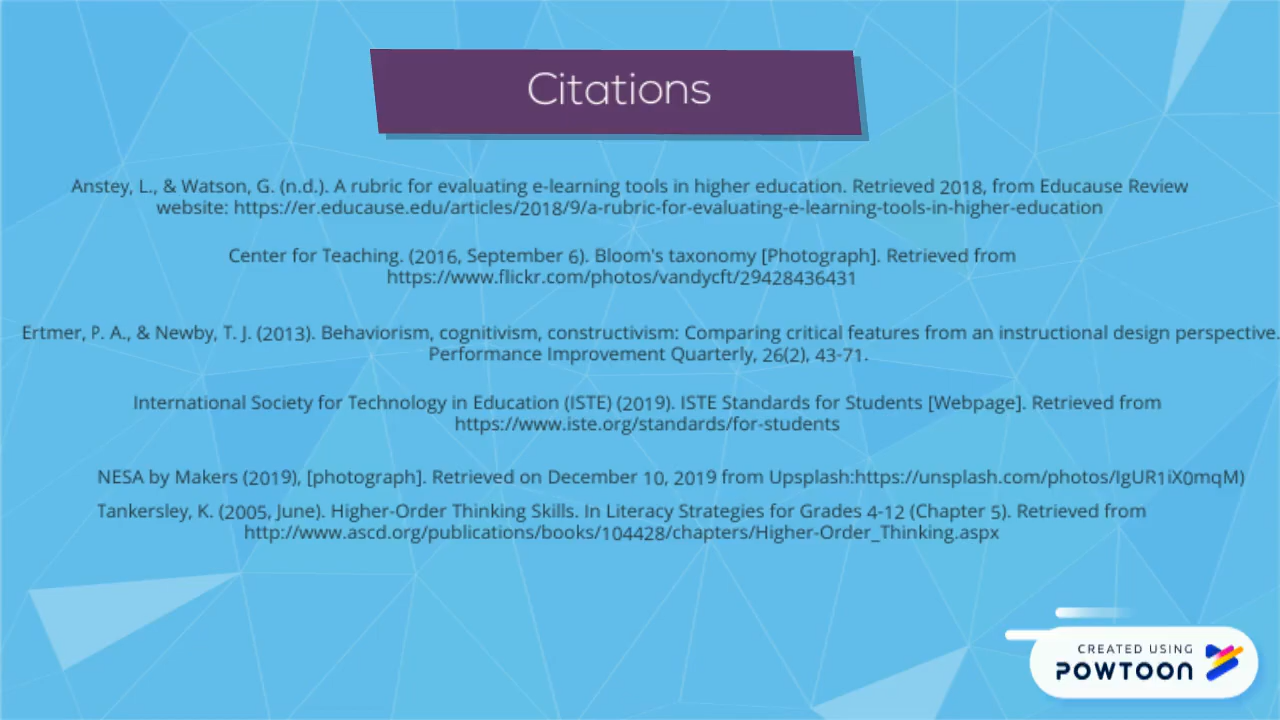 Citations
Anstey, L., & Watson, G. (n.d.). A rubric for evaluating e-learning tools in higher education. Retrieved 2018, from Educause Review
website: https://er.educause.edu/articles/2018/9/a-rubric-for-evaluating-e-learning-tools-in-higher-education
Center for Teaching. (2016, September 6). Bloom's taxonomy [Photograph]. Retrieved from
https://www.flickr.com/photos/vandycft/29428436431
Ertmer, P. A., & Newby, T. J. (2013). Behaviorism, cognitivism, constructivism: Comparing critical features from an instructional design perspective.
Performance Improvement Quarterly, 26(2), 43-71.
International Society for Technology in Education (ISTE) (2019). ISTE Standards for Students [Webpage]. Retrieved from
https://www.iste.org/standards/for-students
NESA by Makers (2019), [photograph]. Retrieved on December 10, 2019 from Upsplash:https://unsplash.com/photos/IgUR1iX0mqM)
Tankersley, K. (2005, June). Higher-Order Thinking Skills. In Literacy Strategies for Grades 4-12 (Chapter 5). Retrieved from
http://www.ascd.org/publications/books/104428/chapters/Higher-Order_Thinking.aspx
CREATED USING
POWTOON